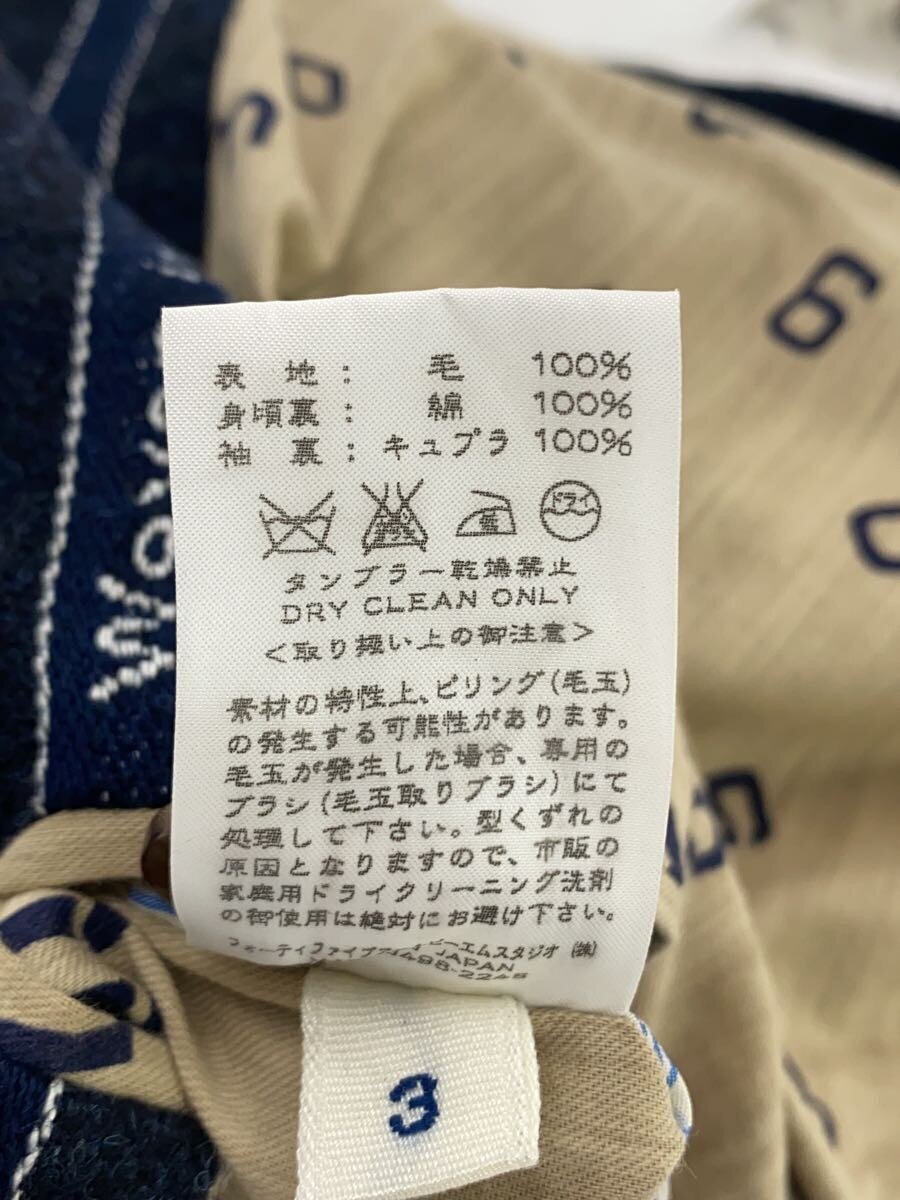 表地: 毛 100%
身頃裏: 綿 100%
袖裏: キュプラ 100%
低 ドライ
タンブラー乾燥禁止
DRY CLEAN ONLY
<取り扱い上の御注意>
素材の特性上、ピリング(毛玉)
の発生する可能性があります。
毛玉が発生した場合、専用の
ブラシ(毛玉取りブラシ)にて
処理して下さい。型くずれの
原因となりますので、市販の
家庭用ドライクリーニング洗剤
の御使用は絶対にお避け下さい。
フォーティファイブ ピーエムスタジオ(株)
JAPAN
498-2245
3